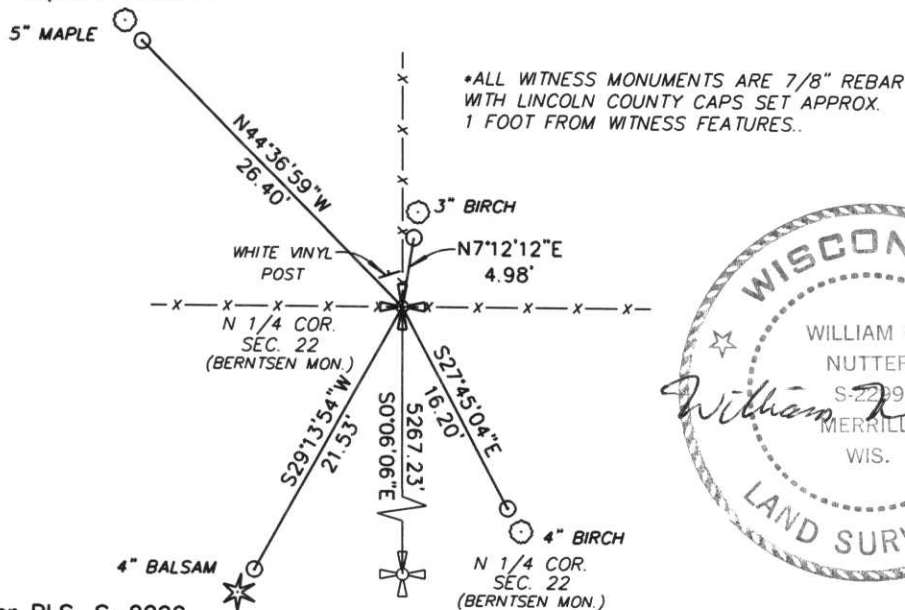 5" MAPLE
*ALL WITNESS MONUMENTS ARE 7/8" REBAR
WITH LINCOLN COUNTY CAPS SET APPROX.
1 FOOT FROM WITNESS FEATURES..
N44°36'59"W
26.40'
3" BIRCH
WHITE VINYL
POST
N7°12'12"E
4.98'
N 1/4 COR.
SEC. 22
(BERNTSEN MON.)
S29°13'54"W
21.53'
5267.23'
S0°06'06"E
S27°45'04"E
16.20'
4" BALSAM
4" BIRCH
N 1/4 COR.
SEC. 22
(BERNTSEN MON.)
WILLIAM
NUTTER
S-2299
MERRILL
WIS.
LAND
William
PLS